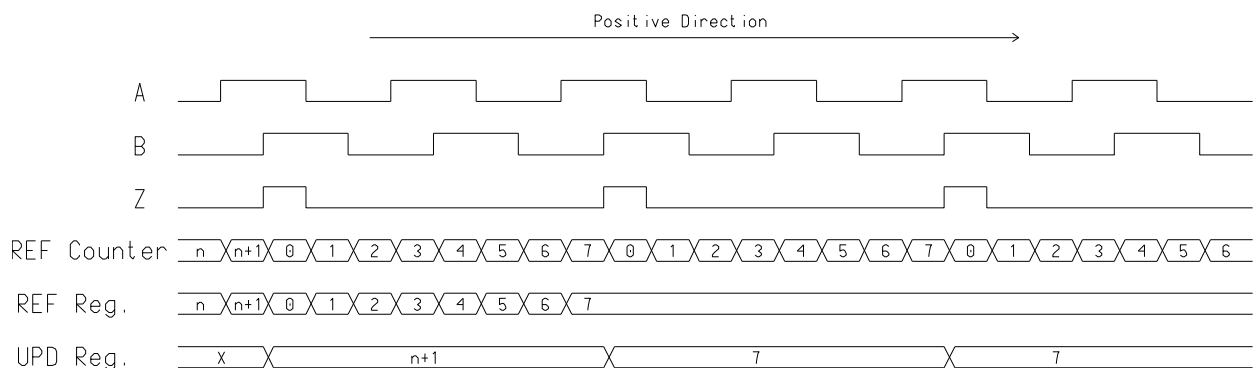 Positive Direction
A
B
Z
REF Counter n n+1 0 1 2 3 4 5 6 7 0 1 2 3 4 5 6 7 0 1 2 3 4 5 6
REF Reg. n n+1 0 1 2 3 4 5 6 7
UPD Reg. X n+1 7 7